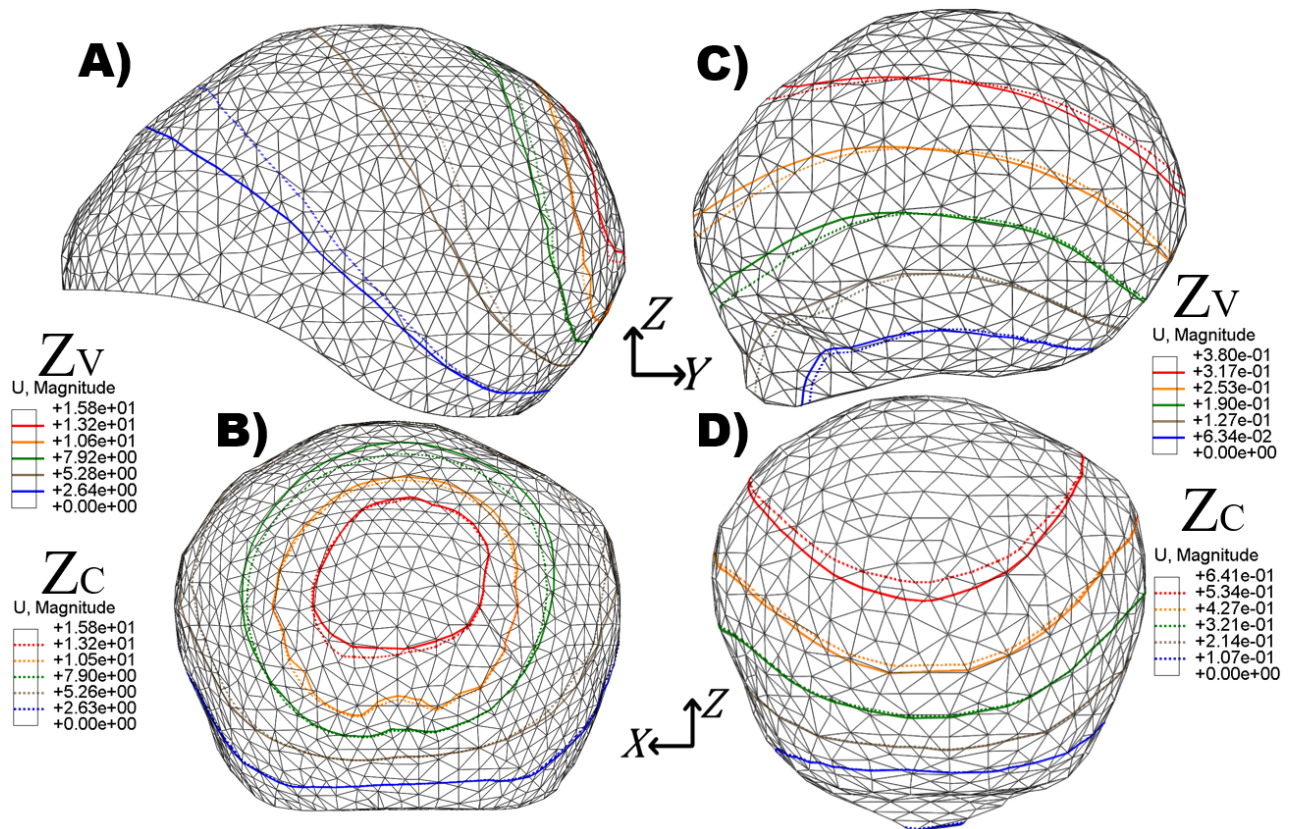 A)
C)
Z
Y
ZV
U, Magnitude
+1.58e+01
+1.32e+01
+1.06e+01
+7.92e+00
+5.28e+00
+2.64e+00
+0.00e+00
ZV
U, Magnitude
+3.80e-01
+3.17e-01
+2.53e-01
+1.90e-01
+1.27e-01
+6.34e-02
+0.00e+00
B)
D)
ZC
U, Magnitude
+1.58e+01
+1.32e+01
+1.05e+01
+7.90e+00
+5.26e+00
+2.63e+00
+0.00e+00
X
Z
ZC
U, Magnitude
+6.41e-01
+5.34e-01
+4.27e-01
+3.21e-01
+2.14e-01
+1.07e-01
+0.00e+00